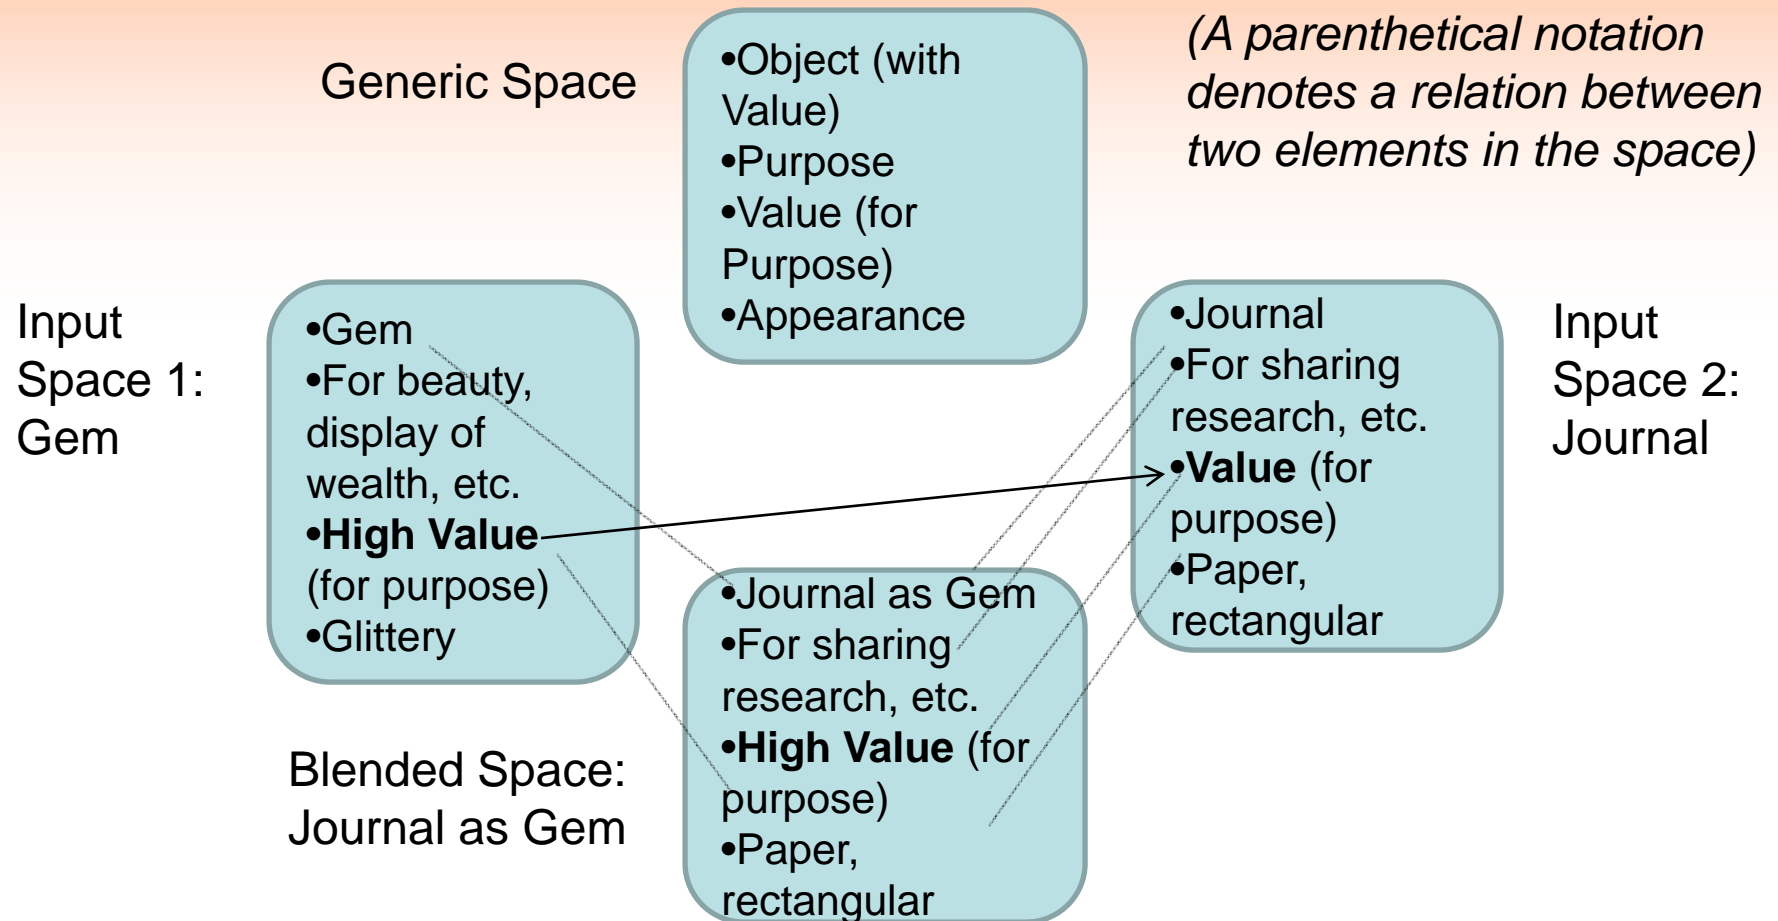 Generic Space
•Object (with
Value)
•Purpose
•Value (for
Purpose)
•Appearance
(A parenthetical notation
denotes a relation between
two elements in the space)
Input
Space 1:
Gem
•Gem
•For beauty,
display of
wealth, etc.
•High Value
(for purpose)
•Glittery
•Journal
•For sharing
research, etc.
•Value (for
purpose)
•Paper,
rectangular
Input
Space 2:
Journal
Blended Space:
Journal as Gem
•Journal as Gem
•For sharing
research, etc.
•High Value (for
purpose)
•Paper,
rectangular